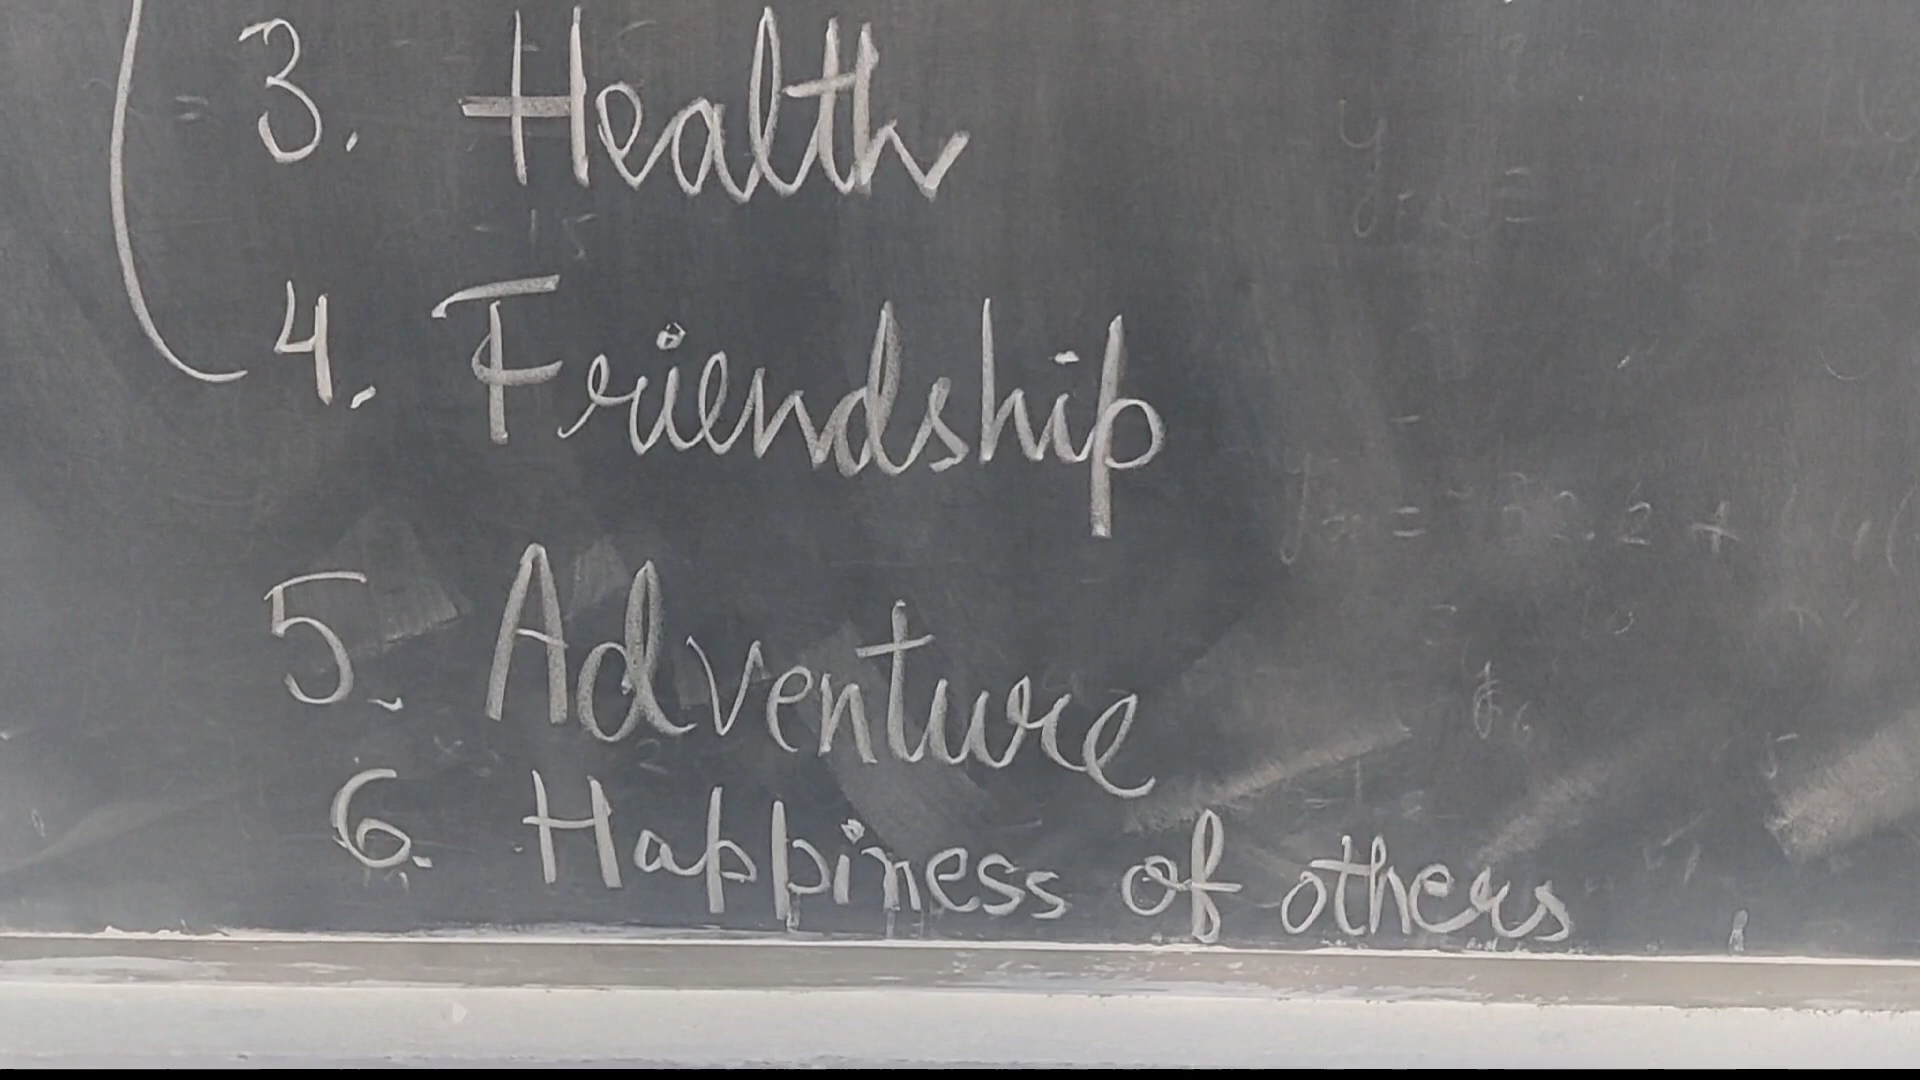 3. Health
4. Friendship
5. Adventure
6. Happiness of others